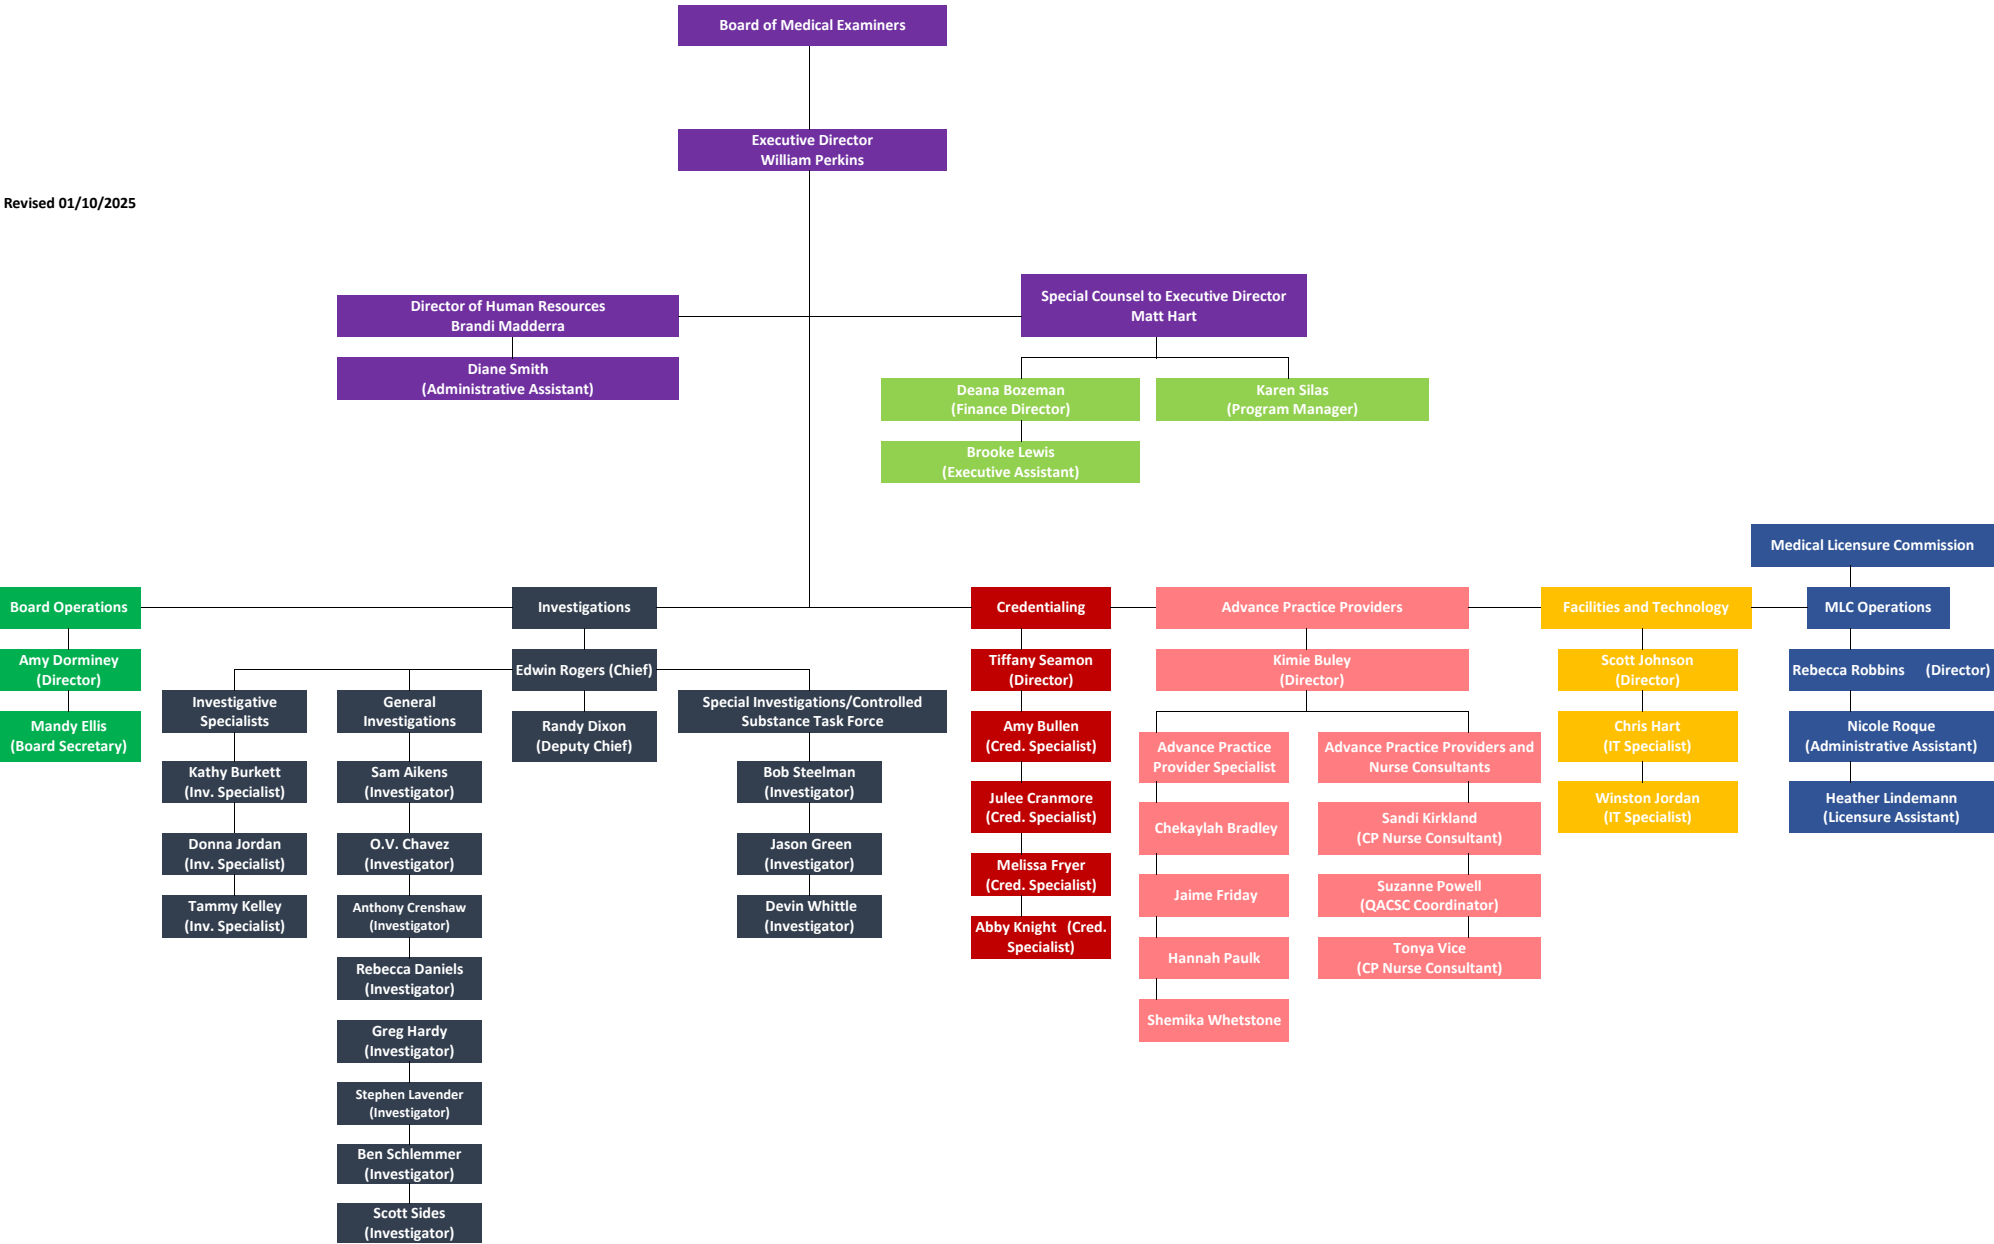 Board of Medical Examiners
Executive Director
William Perkins
Revised 01/10/2025
Director of Human Resources
Brandi Madderra
Diane Smith
(Administrative Assistant)
Special Counsel to Executive Director
Matt Hart
Deana Bozeman
(Finance Director)
Karen Silas
(Program Manager)
Brooke Lewis
(Executive Assistant)
Medical Licensure Commission
Board Operations
Amy Dorminey
(Director)
Mandy Ellis
(Board Secretary)
Investigations
Edwin Rogers (Chief)
Randy Dixon
(Deputy Chief)
Investigative
Specialists
Kathy Burkett
(Inv. Specialist)
Donna Jordan
(Inv. Specialist)
Tammy Kelley
(Inv. Specialist)
General
Investigations
Sam Aikens
(Investigator)
O.V. Chavez
(Investigator)
Anthony Crenshaw
(Investigator)
Rebecca Daniels
(Investigator)
Greg Hardy
(Investigator)
Stephen Lavender
(Investigator)
Ben Schlemmer
(Investigator)
Scott Sides
(Investigator)
Special Investigations/Controlled
Substance Task Force
Bob Steelman
(Investigator)
Jason Green
(Investigator)
Devin Whittle
(Investigator)
Credentialing
Tiffany Seamon
(Director)
Amy Bullen
(Cred. Specialist)
Julee Cranmore
(Cred. Specialist)
Melissa Fryer
(Cred. Specialist)
Abby Knight (Cred.
Specialist)
Advance Practice Providers
Kimie Buley
(Director)
Advance Practice
Provider Specialist
Chekaylah Bradley
Jaime Friday
Hannah Paulk
Shemika Whetstone
Advance Practice Providers and
Nurse Consultants
Sandi Kirkland
(CP Nurse Consultant)
Suzanne Powell
(QACSC Coordinator)
Tonya Vice
(CP Nurse Consultant)
Facilities and Technology
Scott Johnson
(Director)
Chris Hart
(IT Specialist)
Winston Jordan
(IT Specialist)
MLC Operations
Rebecca Robbins (Director)
Nicole Roque
(Administrative Assistant)
Heather Lindemann
(Licensure Assistant)